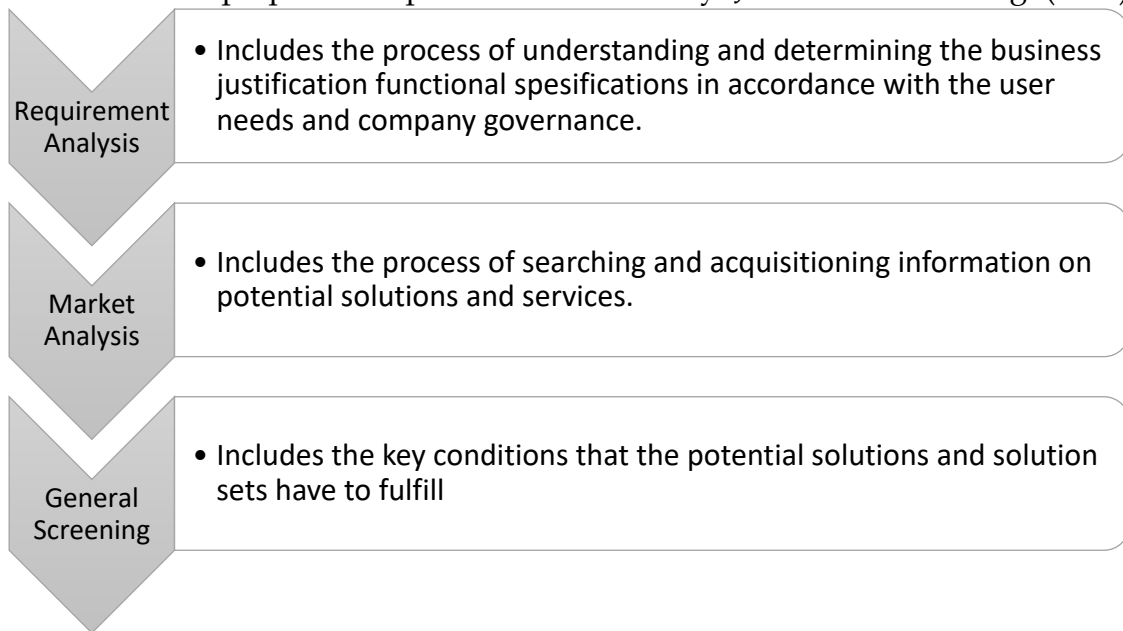 Requirement
Analysis
• Includes the process of understanding and determining the business
justification functional spesifications in accordance with the user
needs and company governance.
Market
Analysis
• Includes the process of searching and acquisitioning information on
potential solutions and services.
General
Screening
• Includes the key conditions that the potential solutions and solution
sets have to fulfill